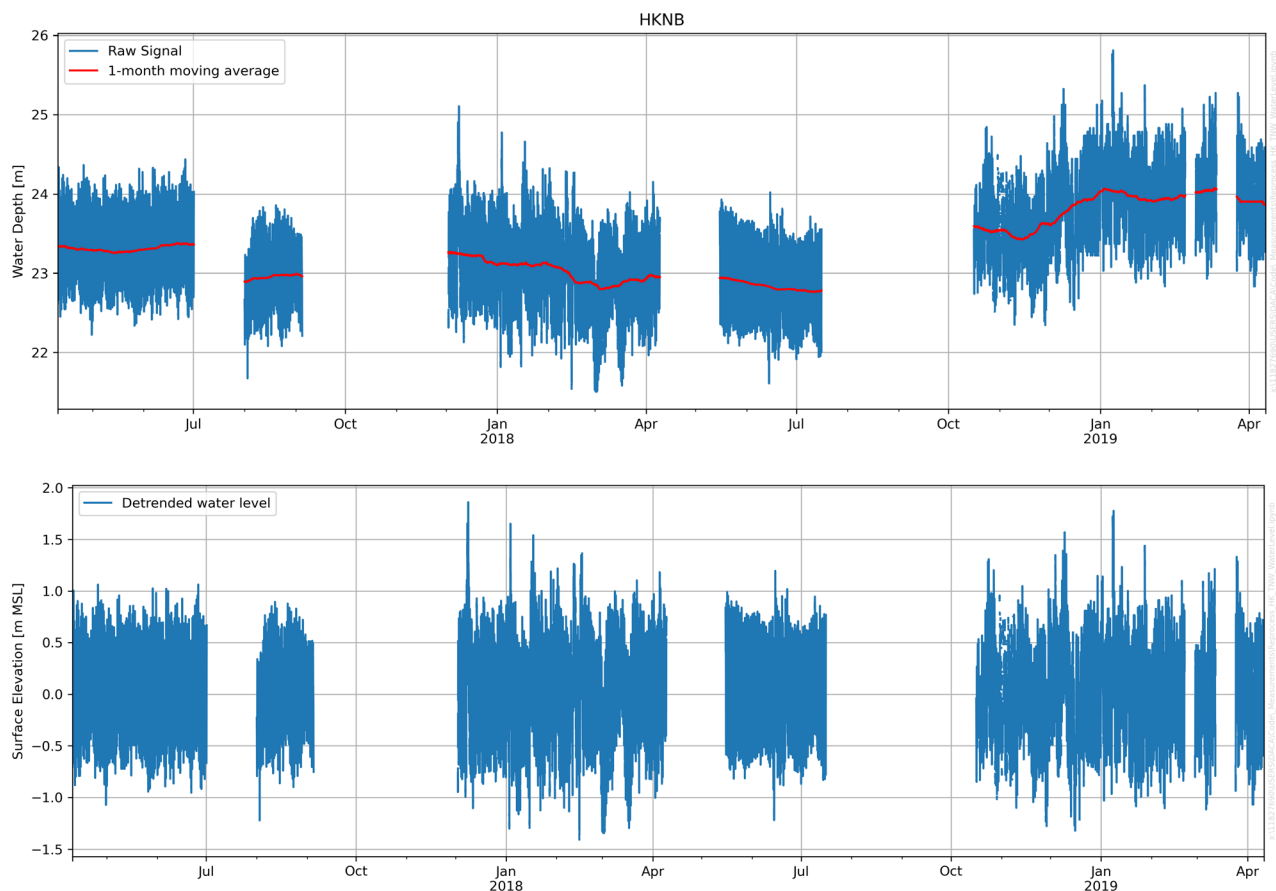 HKNB
Raw Signal
1-month moving average
Water Depth [m]
26
25
24
23
22
Jul
Oct
Jan
2018
Apr
Jul
Oct
Jan
2019
Apr
Detrended water level
Surface Elevation [m MSL]
2.0
1.5
1.0
0.5
0.0
−0.5
−1.0
−1.5
Jul
Oct
Jan
2018
Apr
Jul
Oct
Jan
2019
Apr